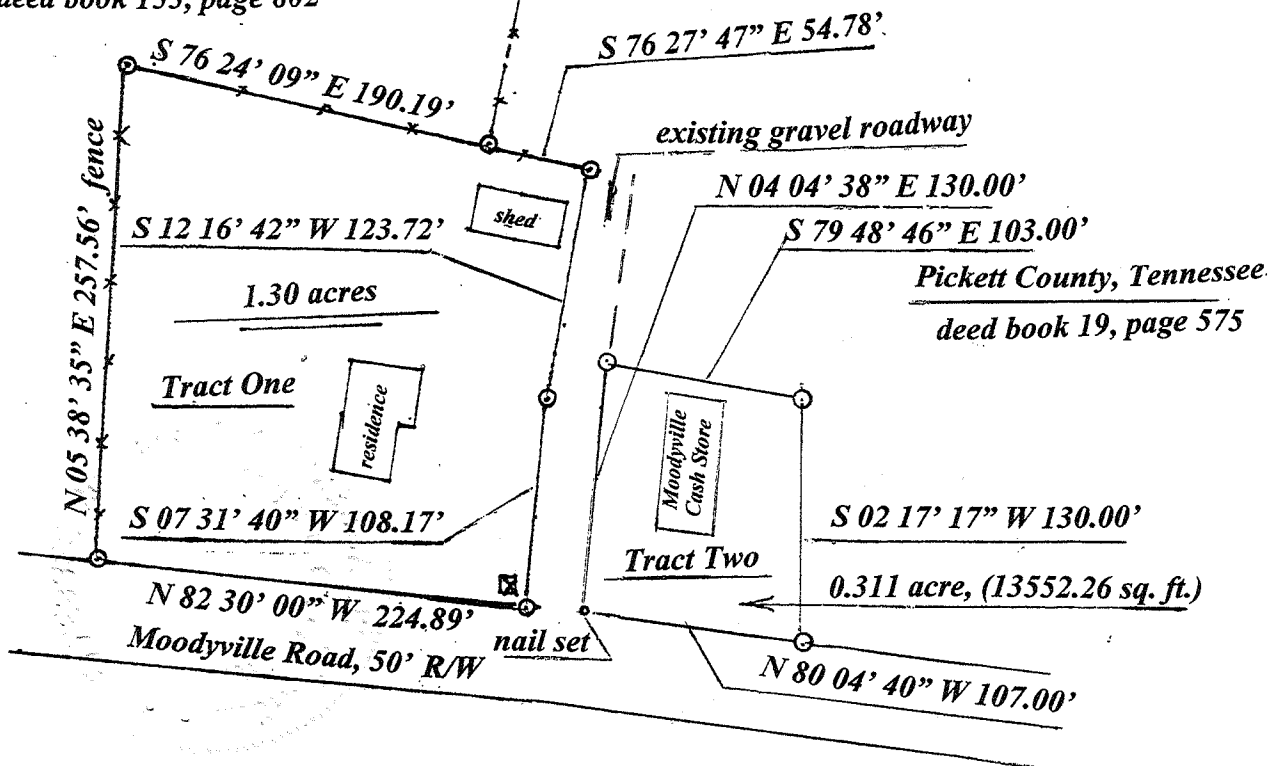 deed book 153, page 802
S 76 27' 47" E 54.78'
S 76 24' 09" E 190.19'
existing gravel roadway
N 04 04' 38" E 130.00'
shed
S 12 16' 42" W 123.72'
S 79 48' 46" E 103.00'
Pickett County, Tennessee
deed book 19, page 575
N 05 38' 35" E 257.56' fence
1.30 acres
Tract One
residence
Moodyville
Cash Store
S 07 31' 40" W 108.17'
S 02 17' 17" W 130.00'
Tract Two
0.311 acre, (13552.26 sq. ft.)
N 82 30' 00" W 224.89'
nail set
Moodyville Road, 50' R/W
N 80 04' 40" W 107.00'